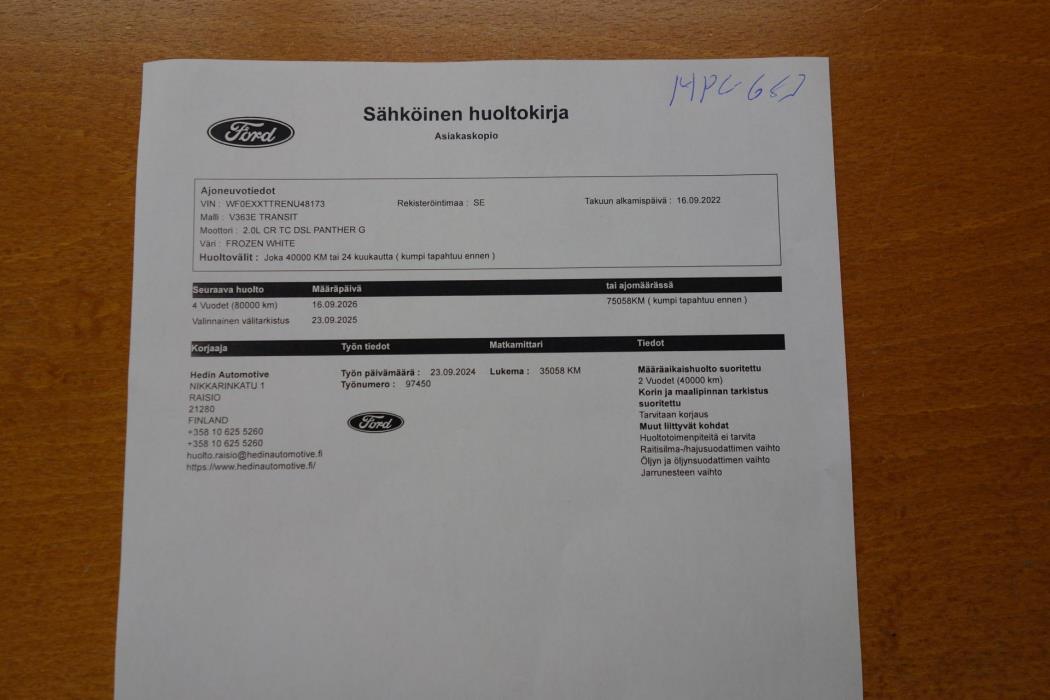 Sähköinen huoltokirja
Asiakaskopio
Ford
Ajoneuvotiedot
VIN : WF0EXXTTRENU48173 Rekisteröintimaa : SE Takuun alkamispäivä : 16.09.2022
Malli : V363E TRANSIT
Moottori : 2.0L CR TC DSL PANTHER G
Väri : FROZEN WHITE
Huoltovälit : Joka 40000 KM tai 24 kuukautta ( kumpi tapahtuu ennen )
Seuraava huolto Määräpäivä tai ajomäärässä
4 Vuodet (80000 km) 16.09.2026 75058KM ( kumpi tapahtuu ennen )
Valinnainen välitarkistus 23.09.2025
Korjaaja Työn tiedot Matkamittari Tiedot
Hedin Automotive
NIKKARINKATU 1
RAISIO
21280
FINLAND
+358 10 625 5260
+358 10 625 5260
huolto.raisio@hedinautomotive.fi
https://www.hedinautomotive.fi/
Työn päivämäärä : 23.09.2024 Lukema : 35058 KM
Työnumero : 97450
Ford
Määräaikaishuolto suoritettu
2 Vuodet (40000 km)
Korin ja maalipinnan tarkistus
suoritettu
Tarvitaan korjaus
Muut liittyvät kohdat
Huoltotoimenpiteitä ei tarvita
Raitisilma-/hajusuodattimen vaihto
Öljyn ja öljynsuodattimen vaihto
Jarrunesteen vaihto